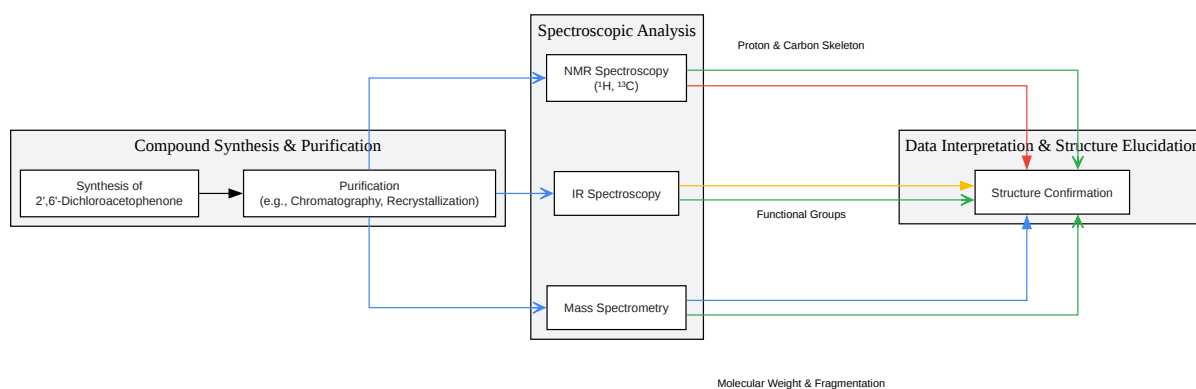 Spectroscopic Analysis
Proton & Carbon Skeleton
NMR Spectroscopy
(¹H, ¹³C)
Compound Synthesis & Purification
Data Interpretation & Structure Elucidation
Synthesis of
2',6'-Dichloroacetophenone
Purification
(e.g., Chromatography, Recrystallization)
IR Spectroscopy
Structure Confirmation
Functional Groups
Mass Spectrometry
Molecular Weight & Fragmentation